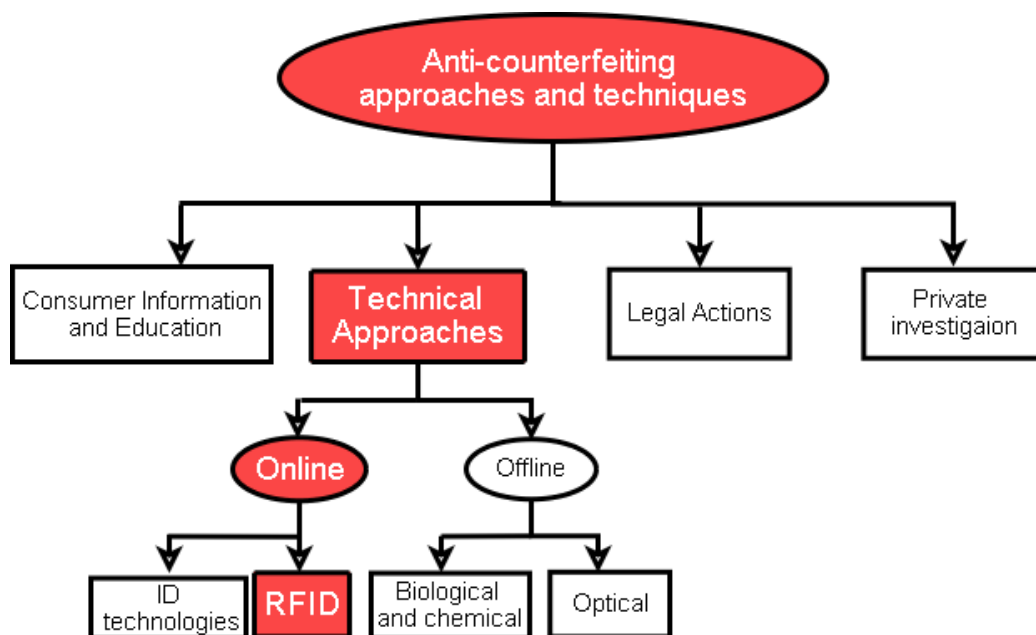 Anti-counterfeiting
approaches and techniques
Consumer Information
and Education
Technical
Approaches
Legal Actions
Private
investigaion
Online
Offline
ID
technologies
RFID
Biological
and chemical
Optical